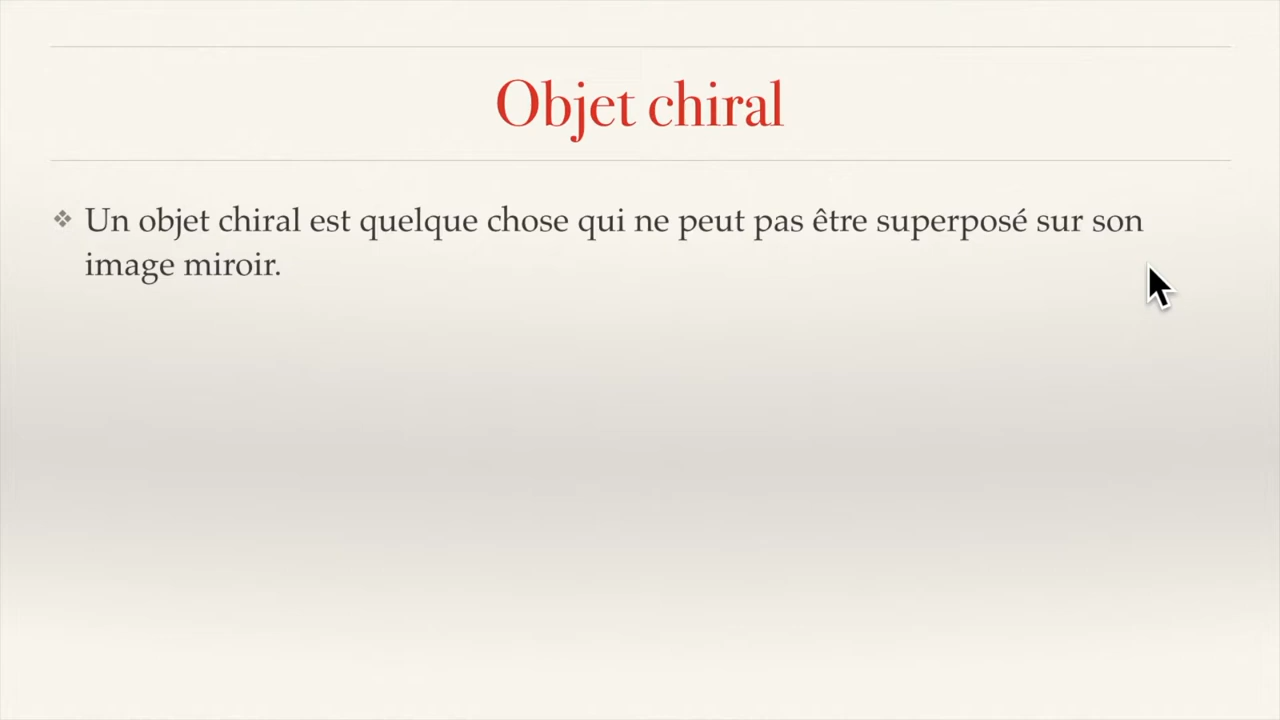 Objet chiral
Un objet chiral est quelque chose qui ne peut pas être superposé sur son
image miroir.